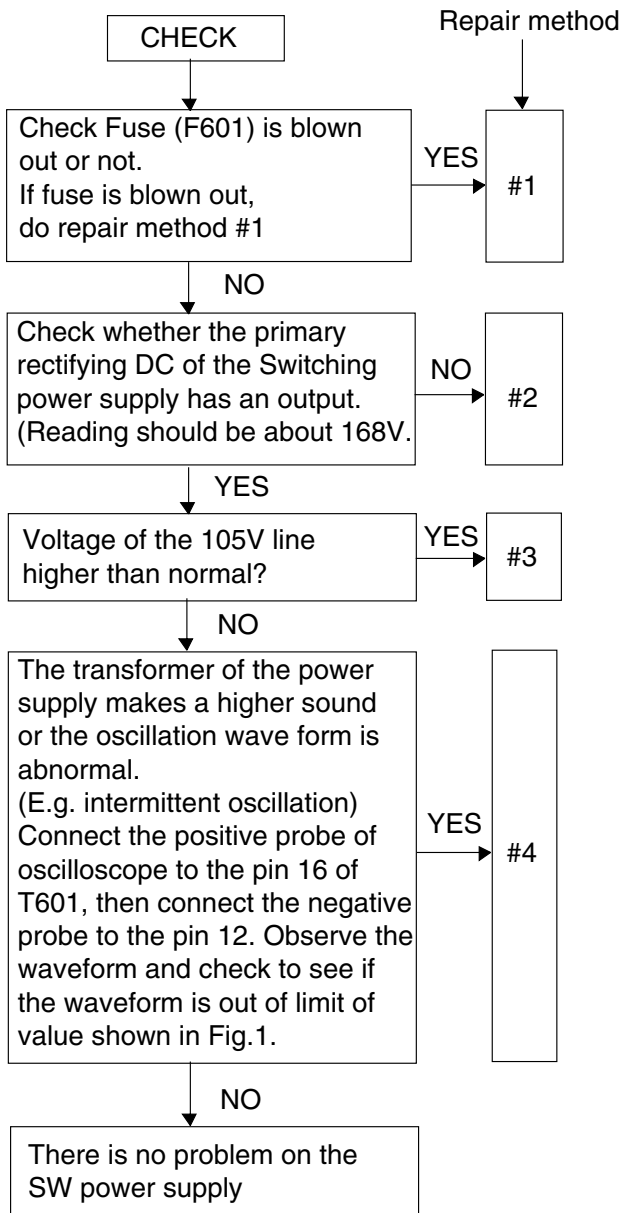 Repair method
CHECK
Check Fuse (F601) is blown
out or not.
If fuse is blown out,
do repair method #1
YES
#1
NO
Check whether the primary
rectifying DC of the Switching
power supply has an output.
(Reading should be about 168V.
NO
#2
YES
Voltage of the 105V line
higher than normal?
YES
#3
NO
The transformer of the power
supply makes a higher sound
or the oscillation wave form is
abnormal.
(E.g. intermittent oscillation)
Connect the positive probe of
oscilloscope to the pin 16 of
T601, then connect the negative
probe to the pin 12. Observe the
waveform and check to see if
the waveform is out of limit of
value shown in Fig.1.
YES
#4
NO
There is no problem on the
SW power supply